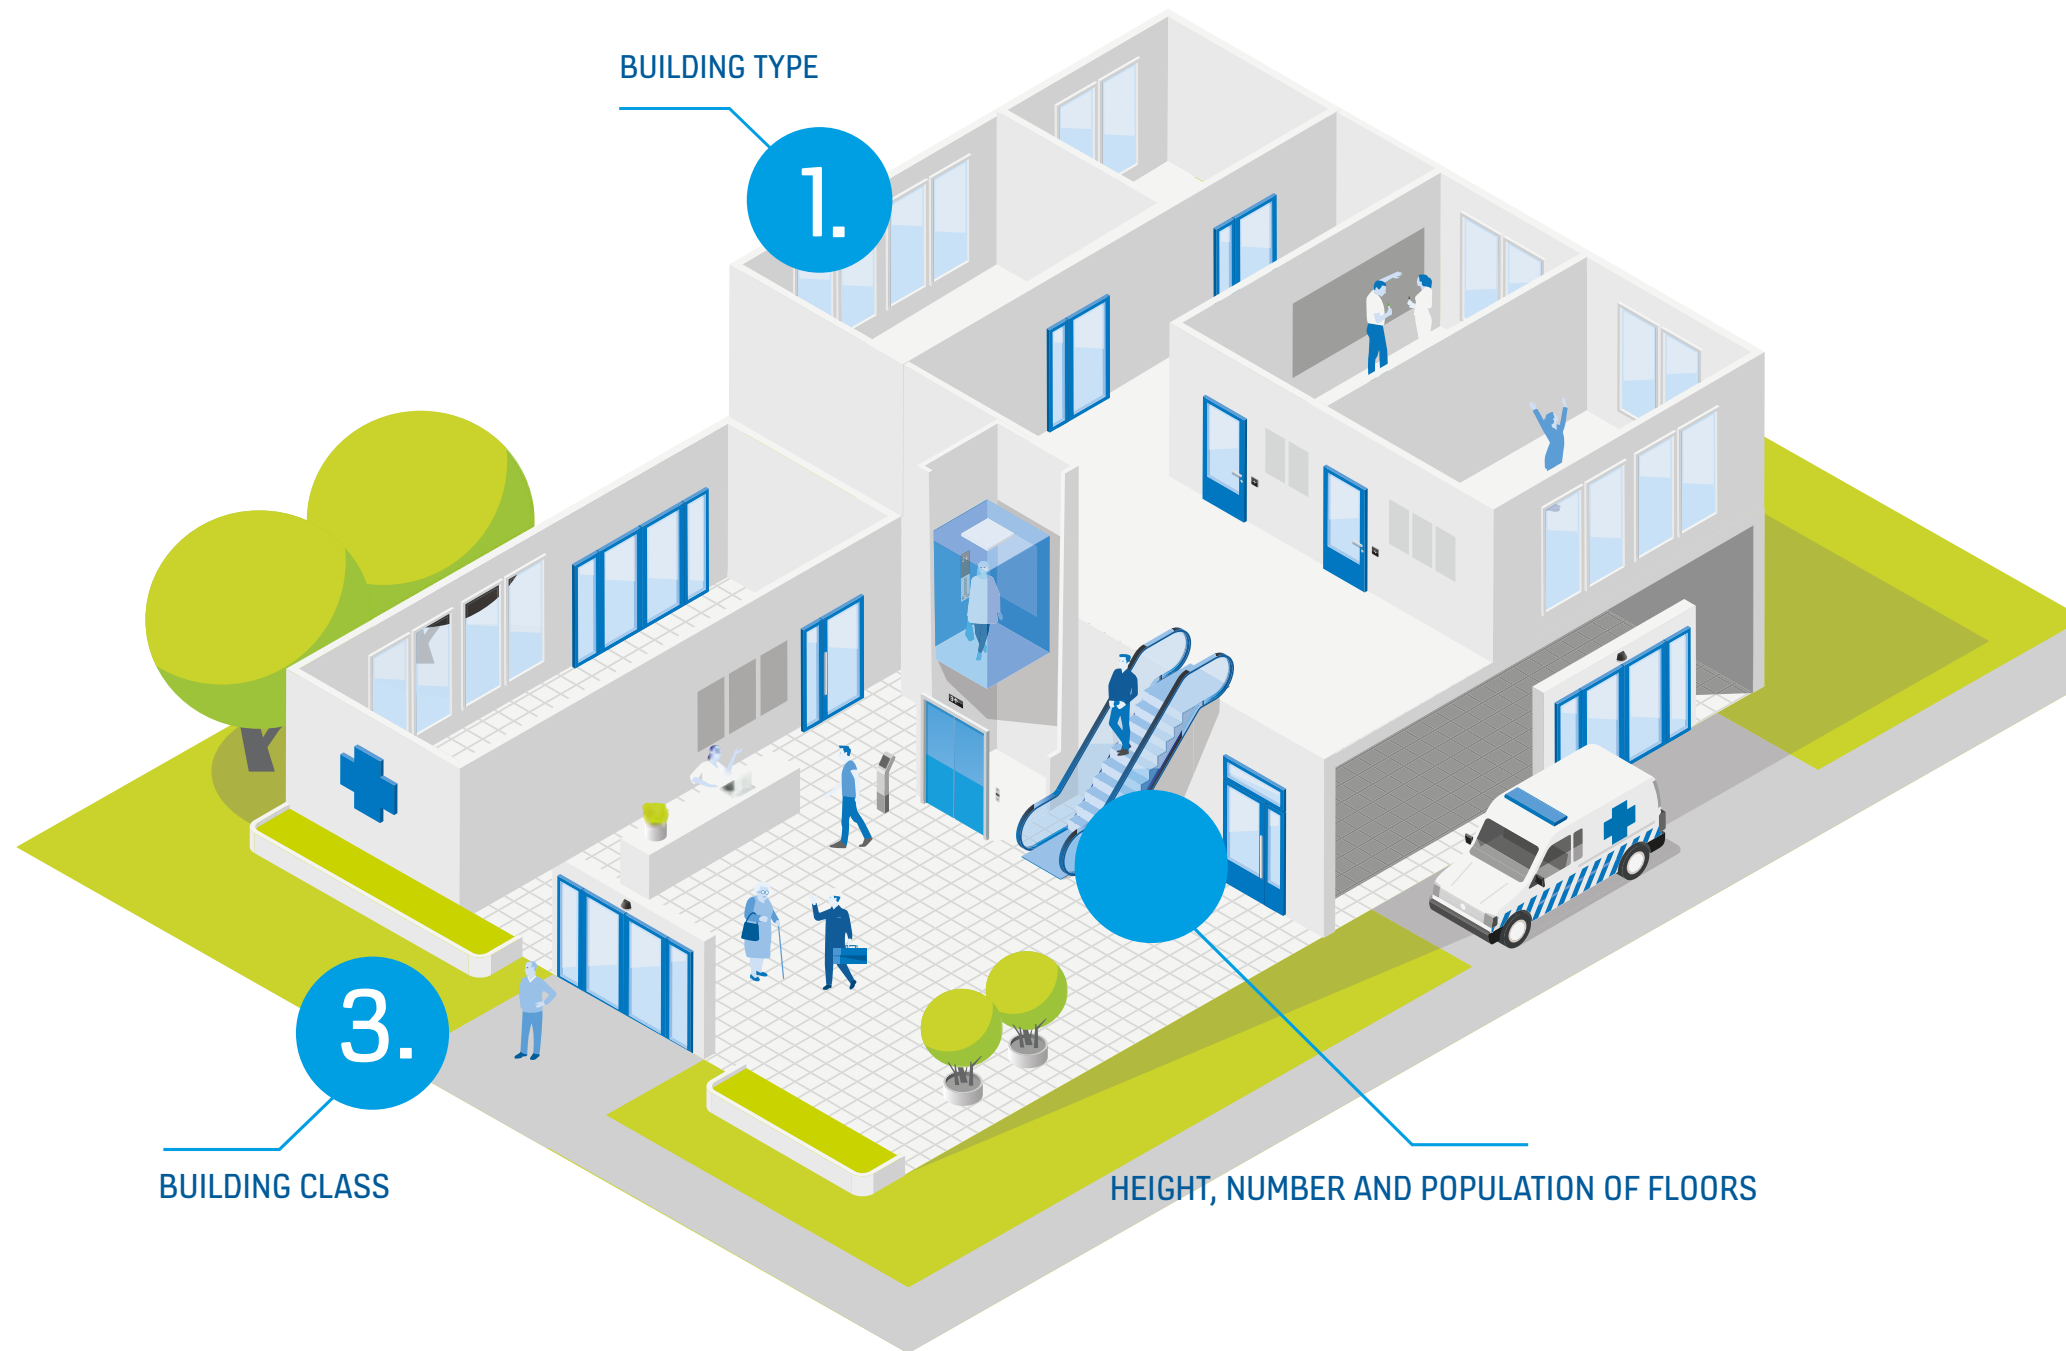 BUILDING TYPE
1.
3.
BUILDING CLASS
HEIGHT, NUMBER AND POPULATION OF FLOORS